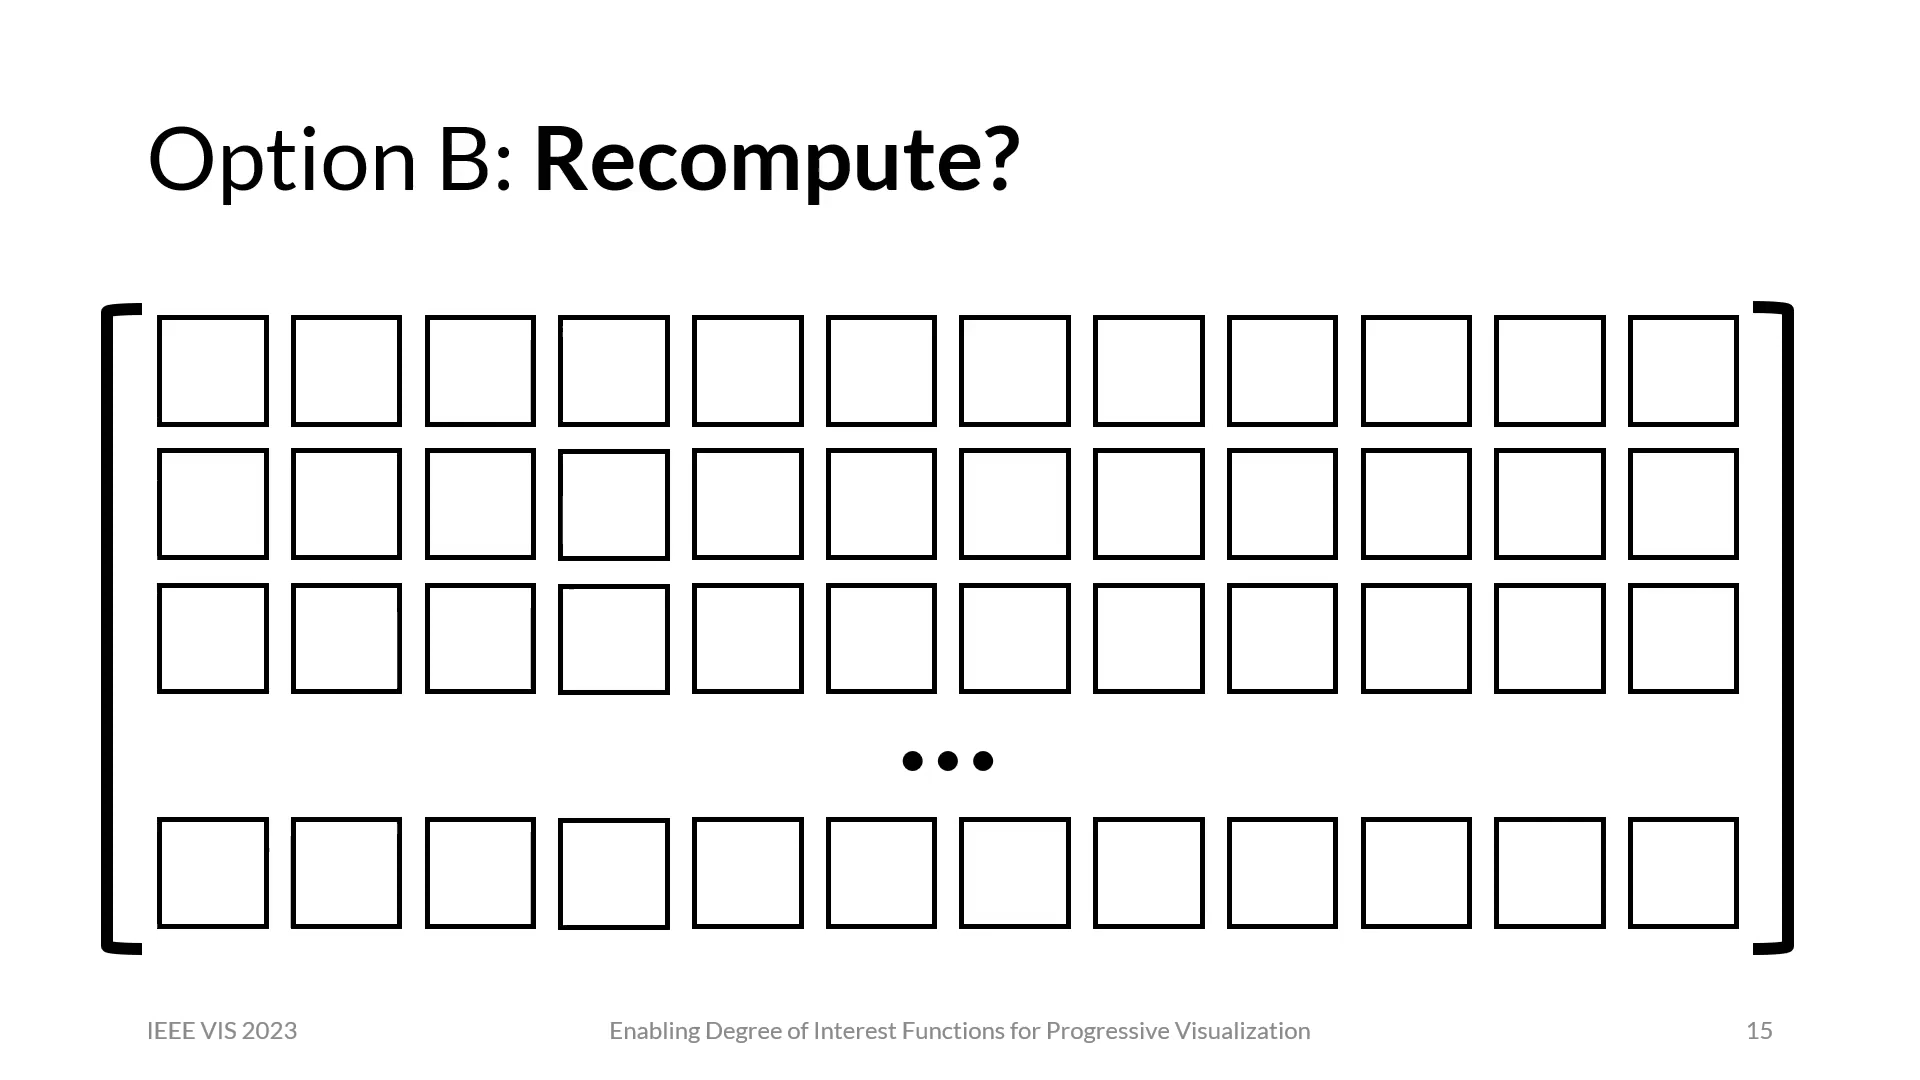 Option B: Recompute?
...
IEEE VIS 2023
Enabling Degree of Interest Functions for Progressive Visualization
15